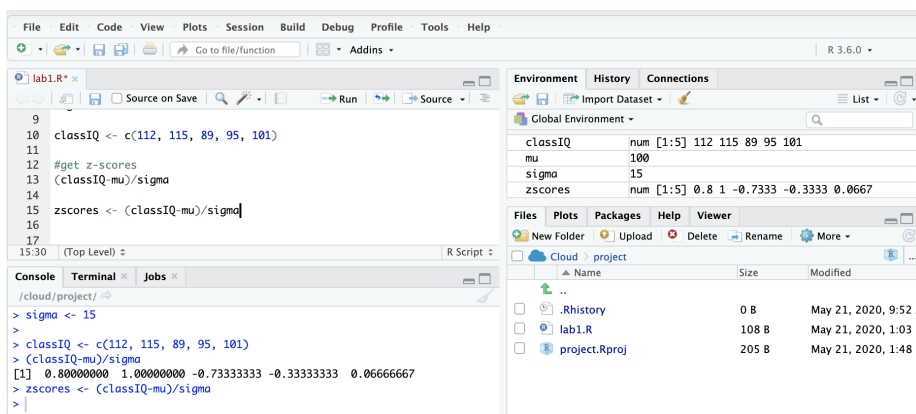 File Edit Code View Plots Session Build Debug Profile Tools Help
Go to file/function Addins R 3.6.0
lab1.R*
Source on Save Run Source
9
10 classIQ <- c(112, 115, 89, 95, 101)
11
12 #get z-scores
13 (classIQ-mu)/sigma
14
15 zscores <- (classIQ-mu)/sigma
16
17
15:30 (Top Level) R Script
Console Terminal Jobs
/cloud/project/
> sigma <- 15
>
> classIQ <- c(112, 115, 89, 95, 101)
> (classIQ-mu)/sigma
[1] 0.80000000 1.00000000 -0.73333333 -0.33333333 0.06666667
> zscores <- (classIQ-mu)/sigma
>
Environment History Connections
Import Dataset List
Global Environment
classIQ num [1:5] 112 115 89 95 101
mu 100
sigma 15
zscores num [1:5] 0.8 1 -0.7333 -0.3333 0.0667
Files Plots Packages Help Viewer
New Folder Upload Delete Rename More
Cloud > project R ...
Name Size Modified
..
.Rhistory 0 B May 21, 2020, 9:52
lab1.R 108 B May 21, 2020, 1:03
project.Rproj 205 B May 21, 2020, 1:48